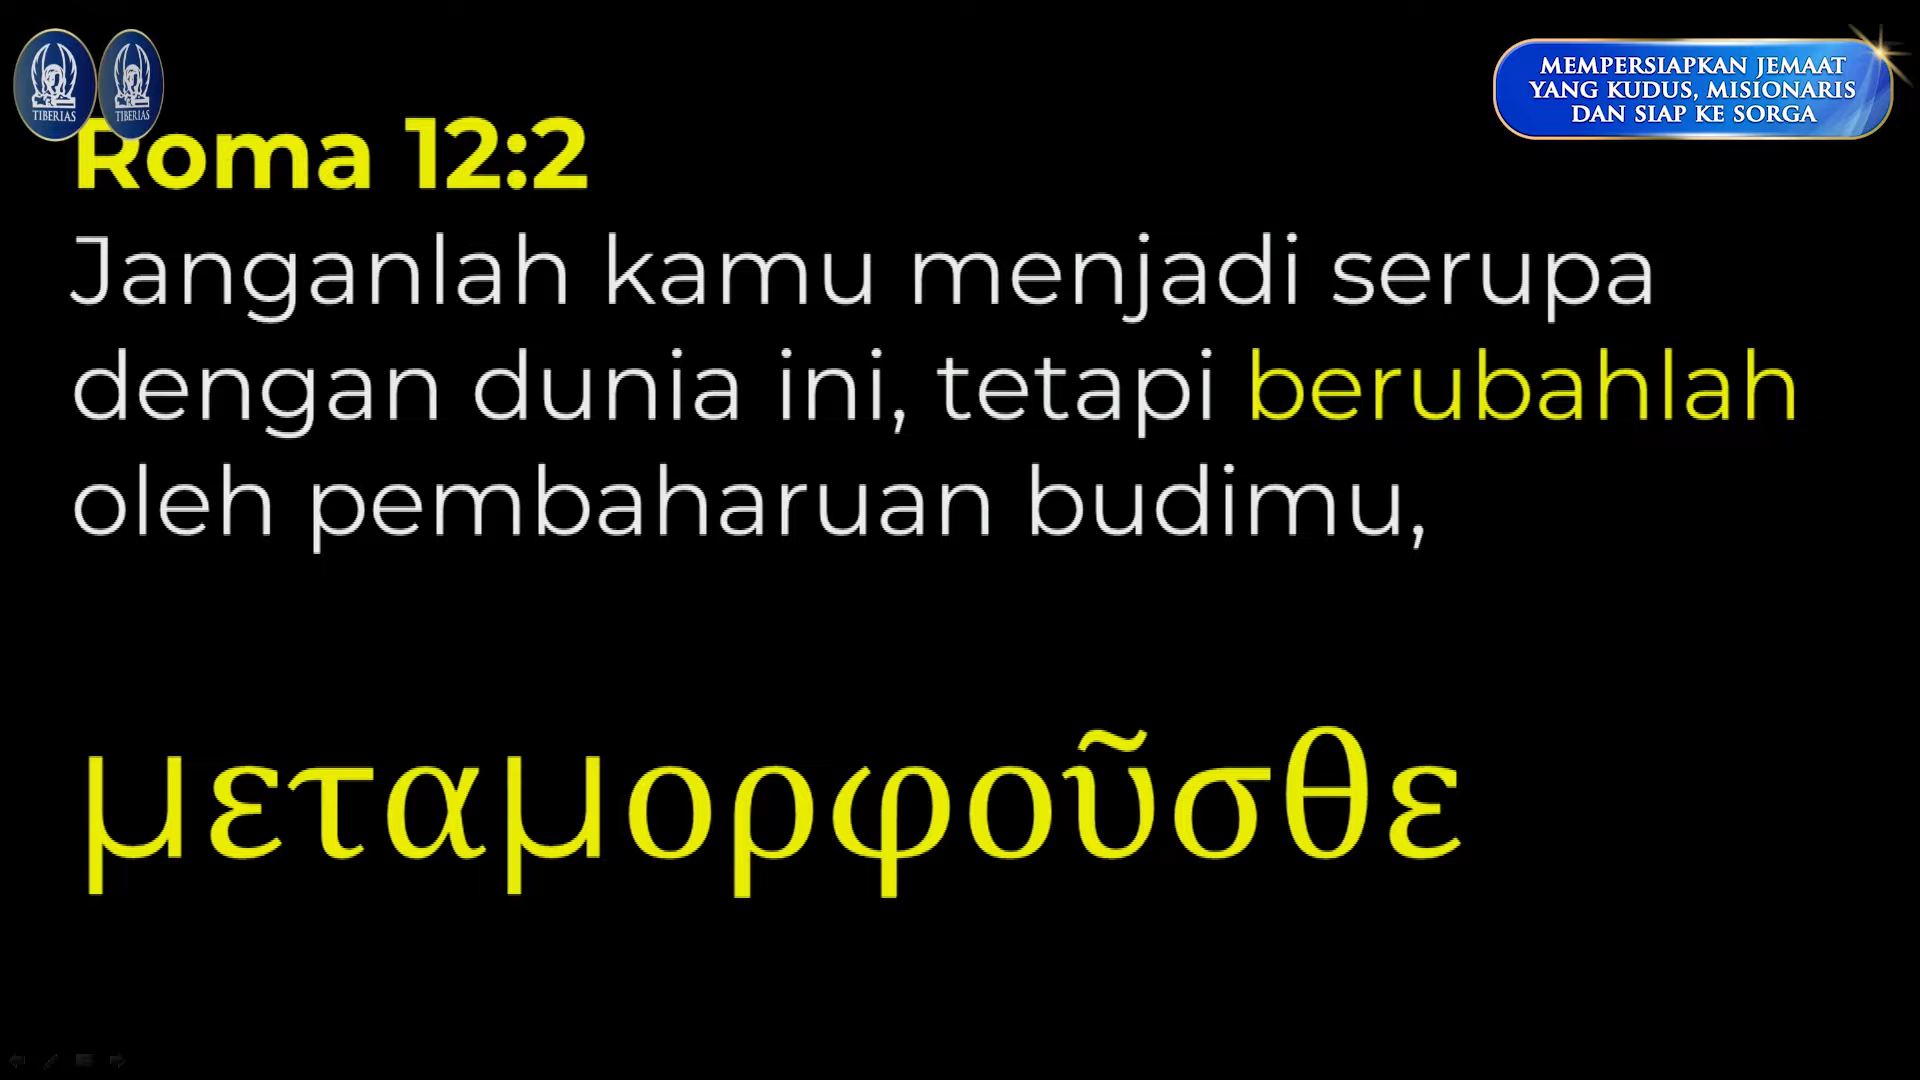 TIBERIAS
TIBERIAS
MEMPERSIAPKAN JEMAAT
YANG KUDUS, MISIONARIS
DAN SIAP KE SORGA
Roma 12:2
Janganlah kamu menjadi serupa
dengan dunia ini, tetapi berubahlah
oleh pembaharuan budimu,
μεταμορφοῦσθε